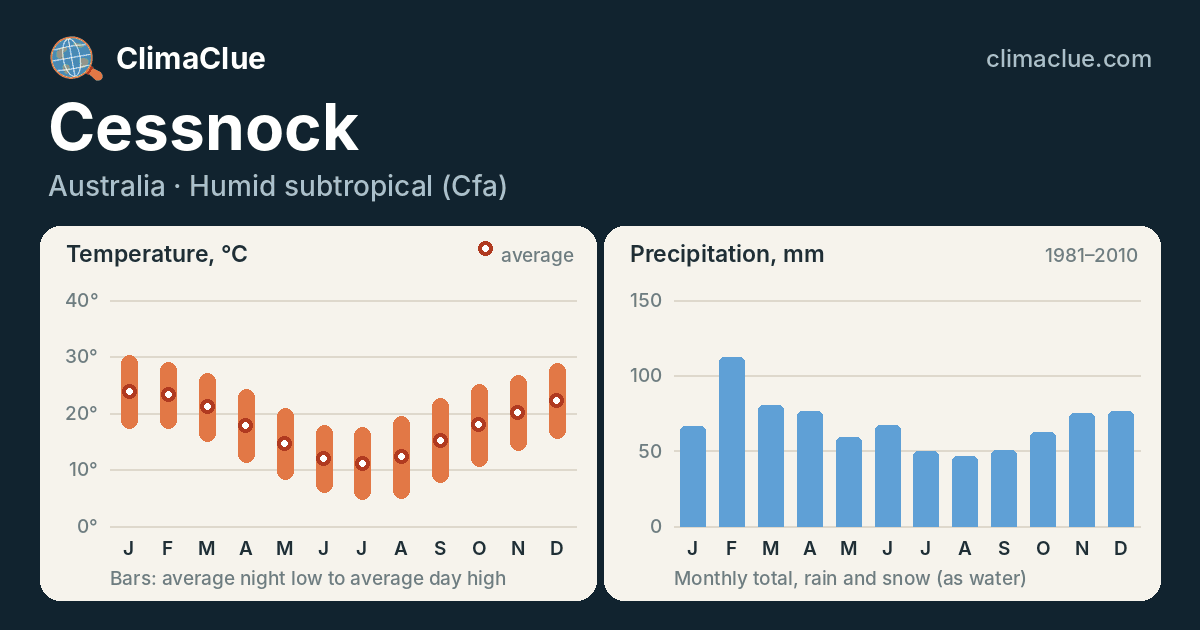 ClimaClue
climaclue.com
Cessnock
Australia · Humid subtropical (Cfa)
Temperature, °C
average
40°
30°
20°
10°
0°
J F M A M J J A S O N D
Bars: average night low to average day high
Precipitation, mm
1981–2010
150
100
50
0
J F M A M J J A S O N D
Monthly total, rain and snow (as water)